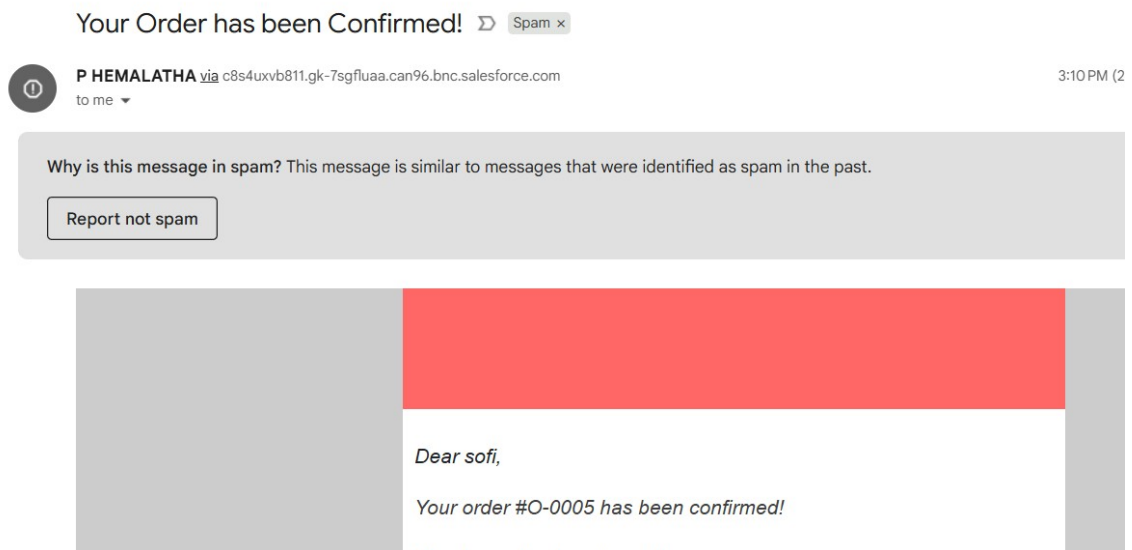 Your Order has been Confirmed! Spam ×
P HEMALATHA via c8s4uxvb811.gk-7sgfluaa.can96.bnc.salesforce.com 3:10 PM (2
to me
Why is this message in spam? This message is similar to messages that were identified as spam in the past.
Report not spam
Dear sofi,
Your order #O-0005 has been confirmed!